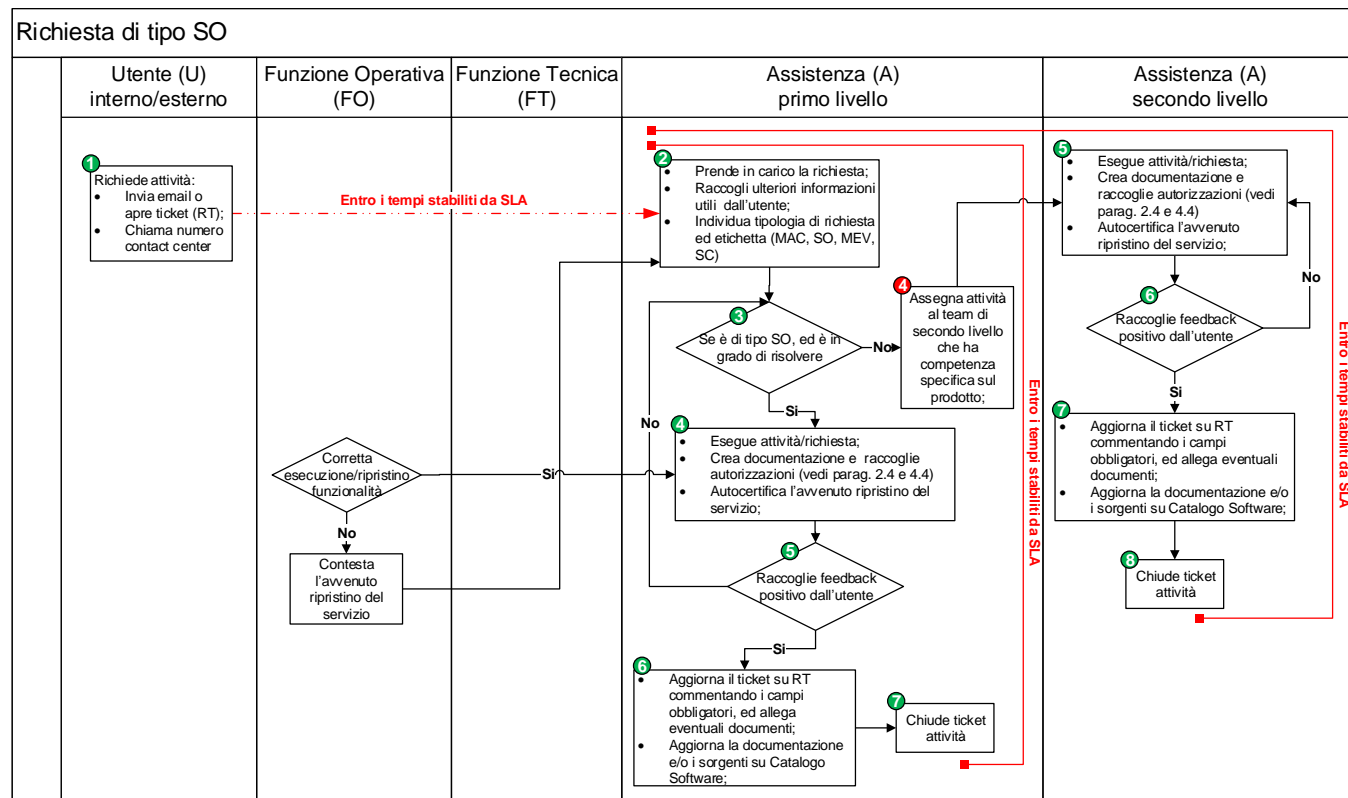 Richiesta di tipo SO
Utente (U)
interno/esterno
Funzione Operativa
(FO)
Funzione Tecnica
(FT)
Assistenza (A)
primo livello
Assistenza (A)
secondo livello
1
Richiede attività:
• Invia email o
apre ticket (RT);
• Chiama numero
contact center
Entro i tempi stabiliti da SLA
2
• Prende in carico la richiesta;
• Raccogli ulteriori informazioni
utili dall'utente;
• Individua tipologia di richiesta
ed etichetta (MAC, SO, MEV,
SC)
3
Se è di tipo SO, ed è in
grado di risolvere
No
4
Assegna attività
al team di
secondo livello
che ha
competenza
specifica sul
prodotto;
Si
No
4
• Esegue attività/richiesta;
• Crea documentazione e raccoglie
autorizzazioni (vedi parag. 2.4 e 4.4)
• Autocertifica l'avvenuto ripristino del
servizio;
Corretta
esecuzione/ripristino
funzionalità
Si
No
Contesta
l'avvenuto
ripristino del
servizio
5
Raccoglie feedback
positivo dall'utente
Si
6
• Aggiorna il ticket su RT
commentando i campi
obbligatori, ed allega
eventuali documenti;
• Aggiorna la documentazione
e/o i sorgenti su Catalogo
Software;
7
Chiude ticket
attività
Entro i tempi stabiliti da SLA
5
• Esegue attività/richiesta;
• Crea documentazione e
raccoglie autorizzazioni (vedi
parag. 2.4 e 4.4)
• Autocertifica l'avvenuto
ripristino del servizio;
No
6
Raccoglie feedback
positivo dall'utente
Si
7
• Aggiorna il ticket su RT
commentando i campi
obbligatori, ed allega eventuali
documenti;
• Aggiorna la documentazione e/o
i sorgenti su Catalogo Software;
8
Chiude ticket
attività
Entro i tempi stabiliti da SLA